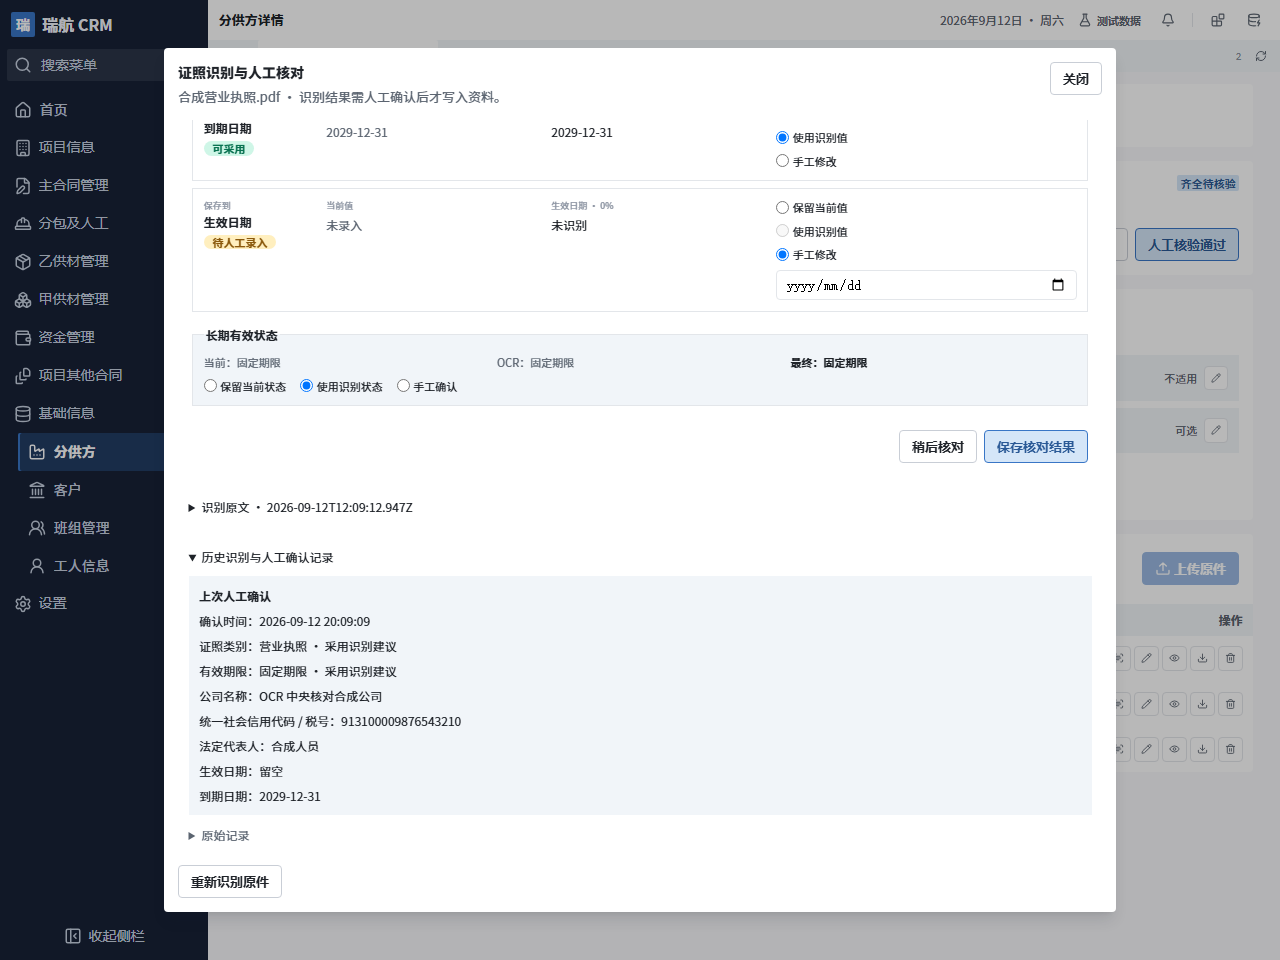 瑞 瑞航 CRM
搜索菜单
首页
项目信息
主合同管理
分包及人工
乙供材管理
甲供材管理
资金管理
项目其他合同
基础信息
分供方
客户
班组管理
工人信息
设置
收起侧栏
分供方详情
2026年9月12日 · 周六 测试数据
2
齐全待核验
人工核验通过
不适用
可选
上传原件
操作
证照识别与人工核对
合成营业执照.pdf · 识别结果需人工确认后才写入资料。
关闭
到期日期 2029-12-31 2029-12-31
可采用
使用识别值
手工修改
保存到 当前值 生效日期 · 0%
生效日期 未录入 未识别
待人工录入
保留当前值
使用识别值
手工修改
yyyy/mm/dd
长期有效状态
当前：固定期限 OCR：固定期限 最终：固定期限
保留当前状态 使用识别状态 手工确认
稍后核对 保存核对结果
识别原文 · 2026-09-12T12:09:12.947Z
历史识别与人工确认记录
上次人工确认
确认时间：2026-09-12 20:09:09
证照类别：营业执照 · 采用识别建议
有效期限：固定期限 · 采用识别建议
公司名称：OCR 中央核对合成公司
统一社会信用代码 / 税号：913100009876543210
法定代表人：合成人员
生效日期：留空
到期日期：2029-12-31
原始记录
重新识别原件